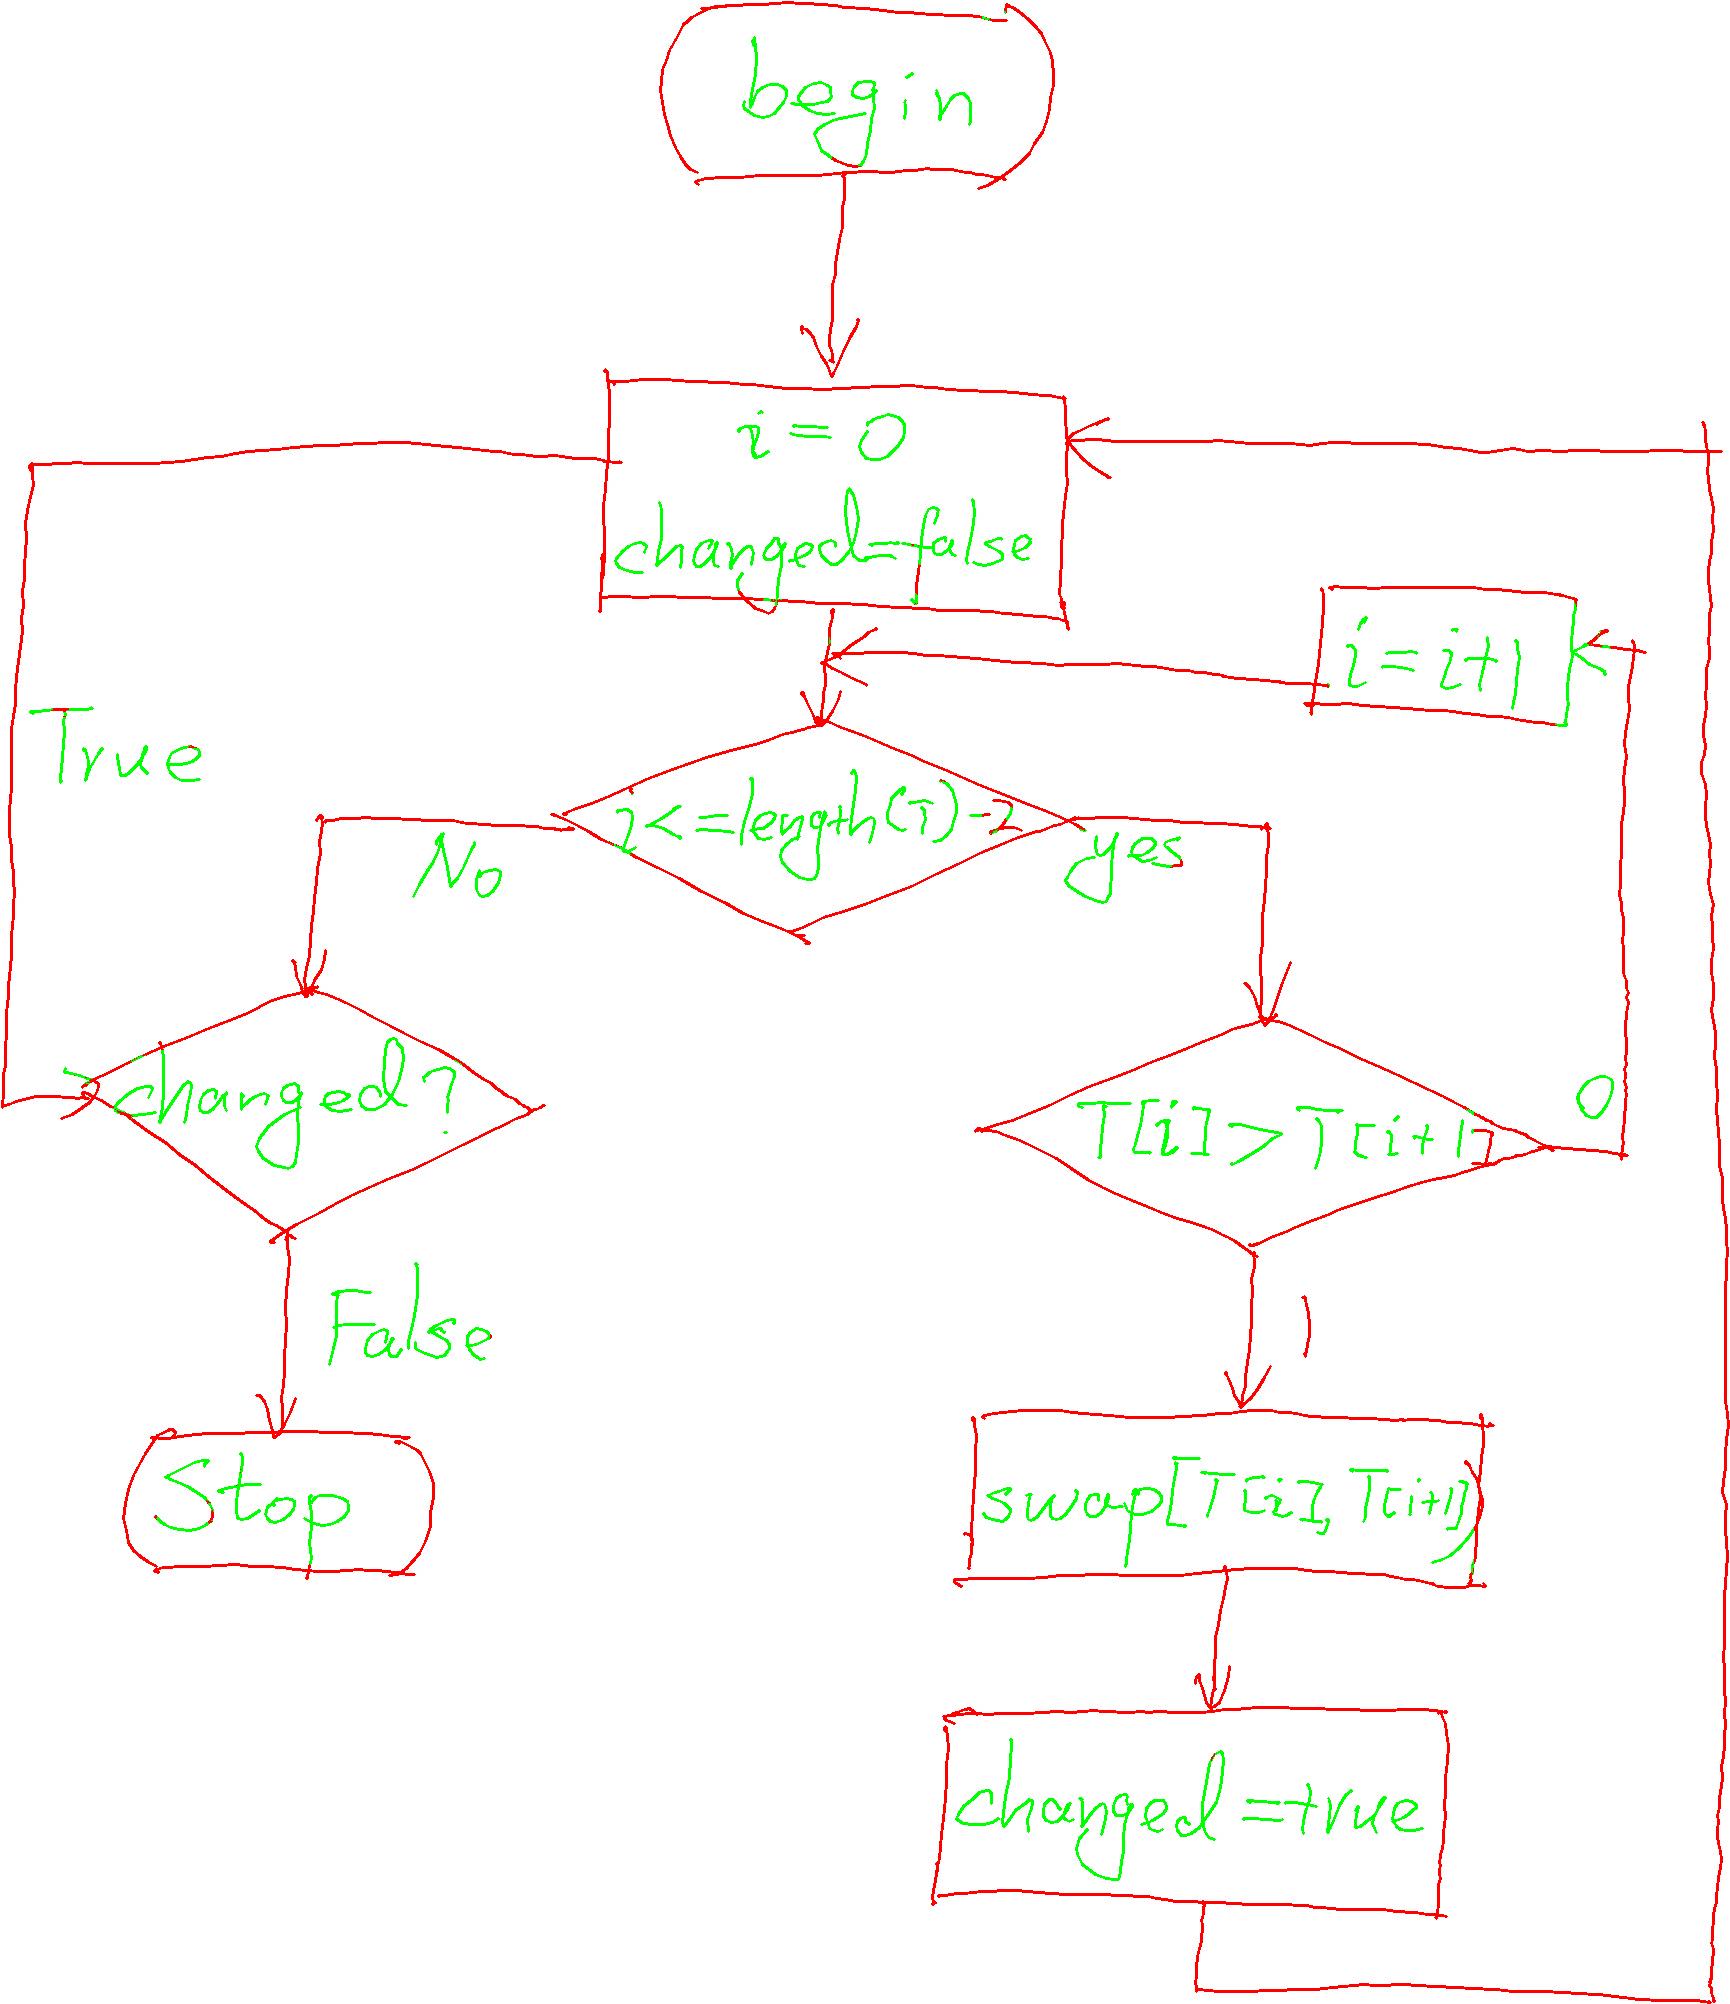 begin
i=0
changed=false
i=i+1
True
i<=length(T)-2
No
yes
changed?
T[i]>T[i+1]
0
False
1
Stop
swap[T[i],T[i+1])
changed=true